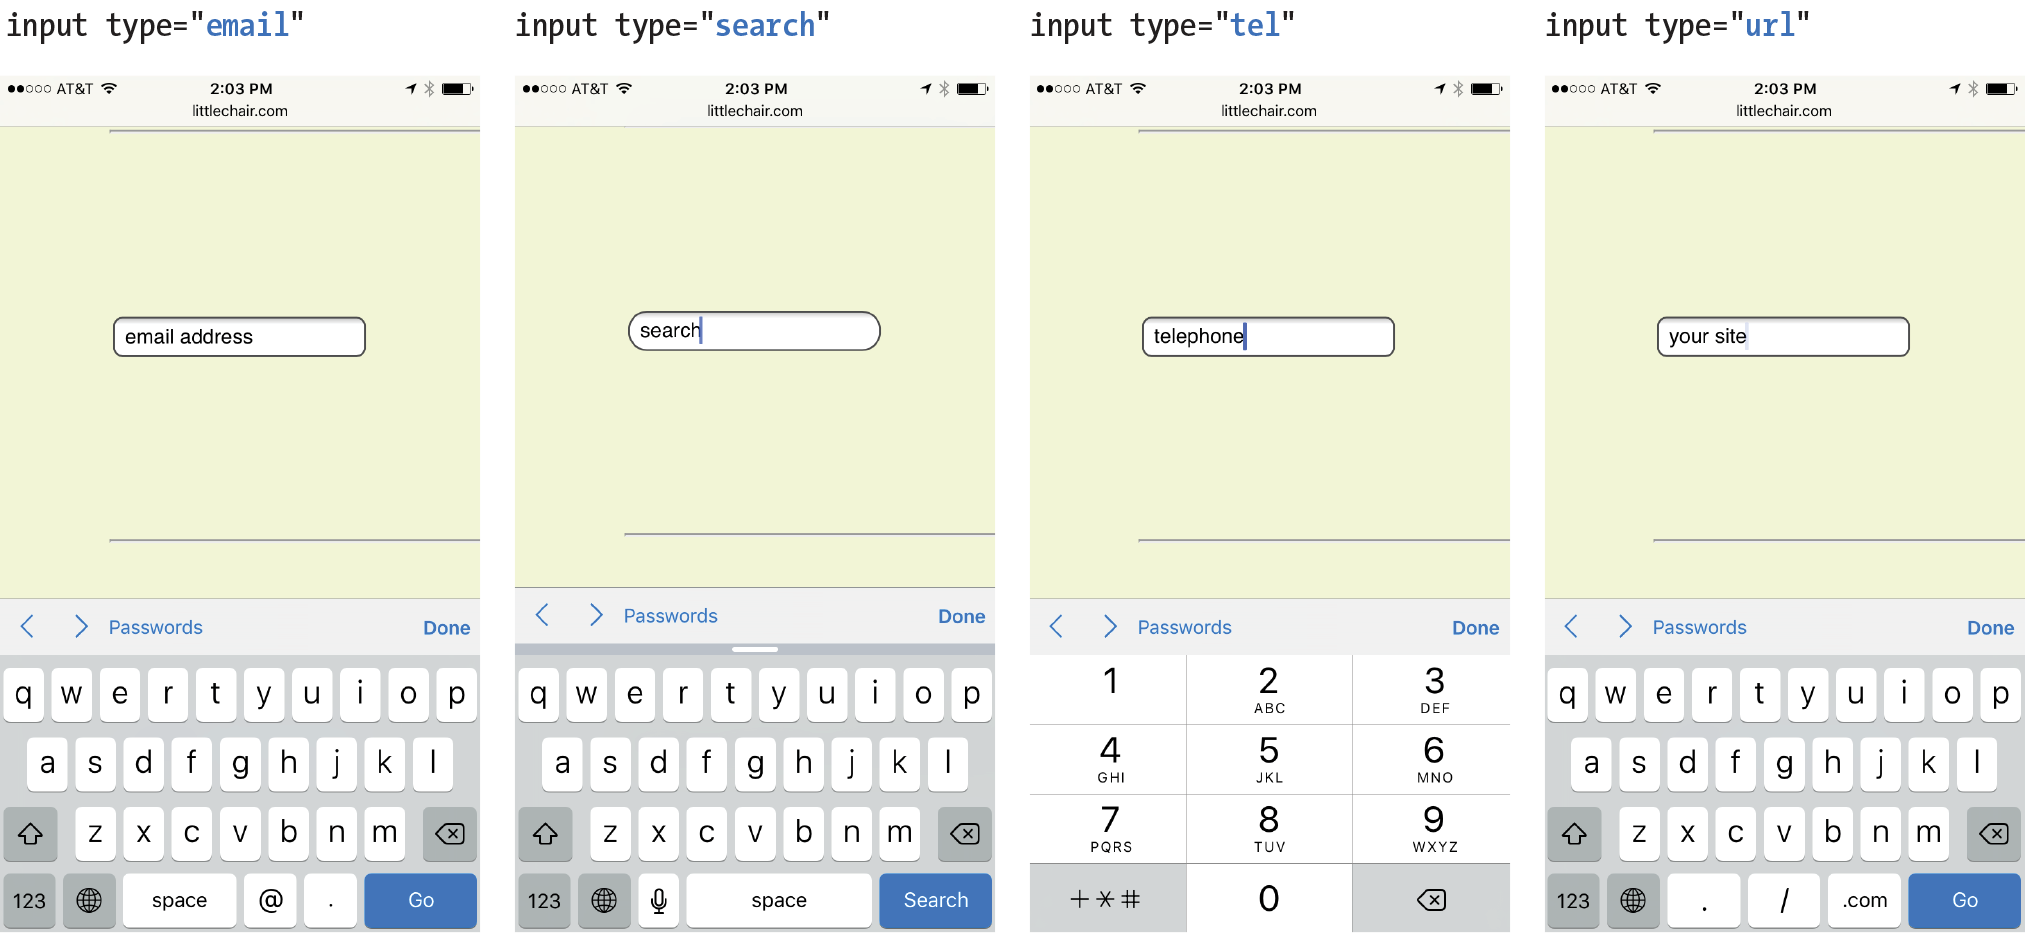 input type="email"
AT&T 2:03 PM
littlechair.com
email address
Passwords Done
q w e r t y u i o p
a s d f g h j k l
z x c v b n m
123 space @ . Go
input type="search"
AT&T 2:03 PM
littlechair.com
search
Passwords Done
q w e r t y u i o p
a s d f g h j k l
z x c v b n m
123 space Search
input type="tel"
AT&T 2:03 PM
littlechair.com
telephone
Passwords Done
1 2 3
ABC DEF
4 5 6
GHI JKL MNO
7 8 9
PQRS TUV WXYZ
+*# 0
input type="url"
AT&T 2:03 PM
littlechair.com
your site
Passwords Done
q w e r t y u i o p
a s d f g h j k l
z x c v b n m
123 . / .com Go